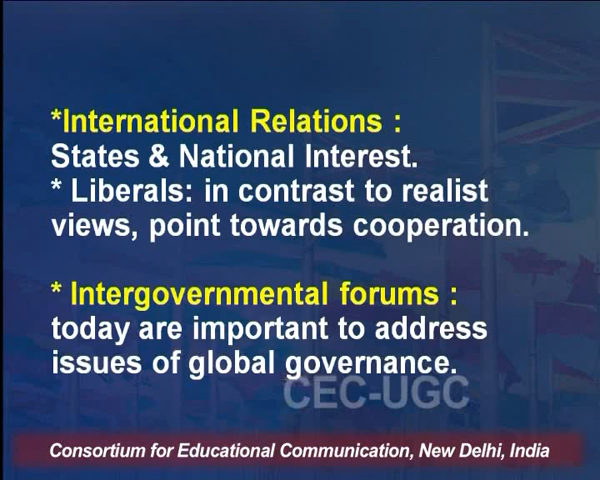 *International Relations :
States & National Interest.
* Liberals: in contrast to realist
views, point towards cooperation.
* Intergovernmental forums :
today are important to address
issues of global governance.
CEC-UGC
Consortium for Educational Communication, New Delhi, India